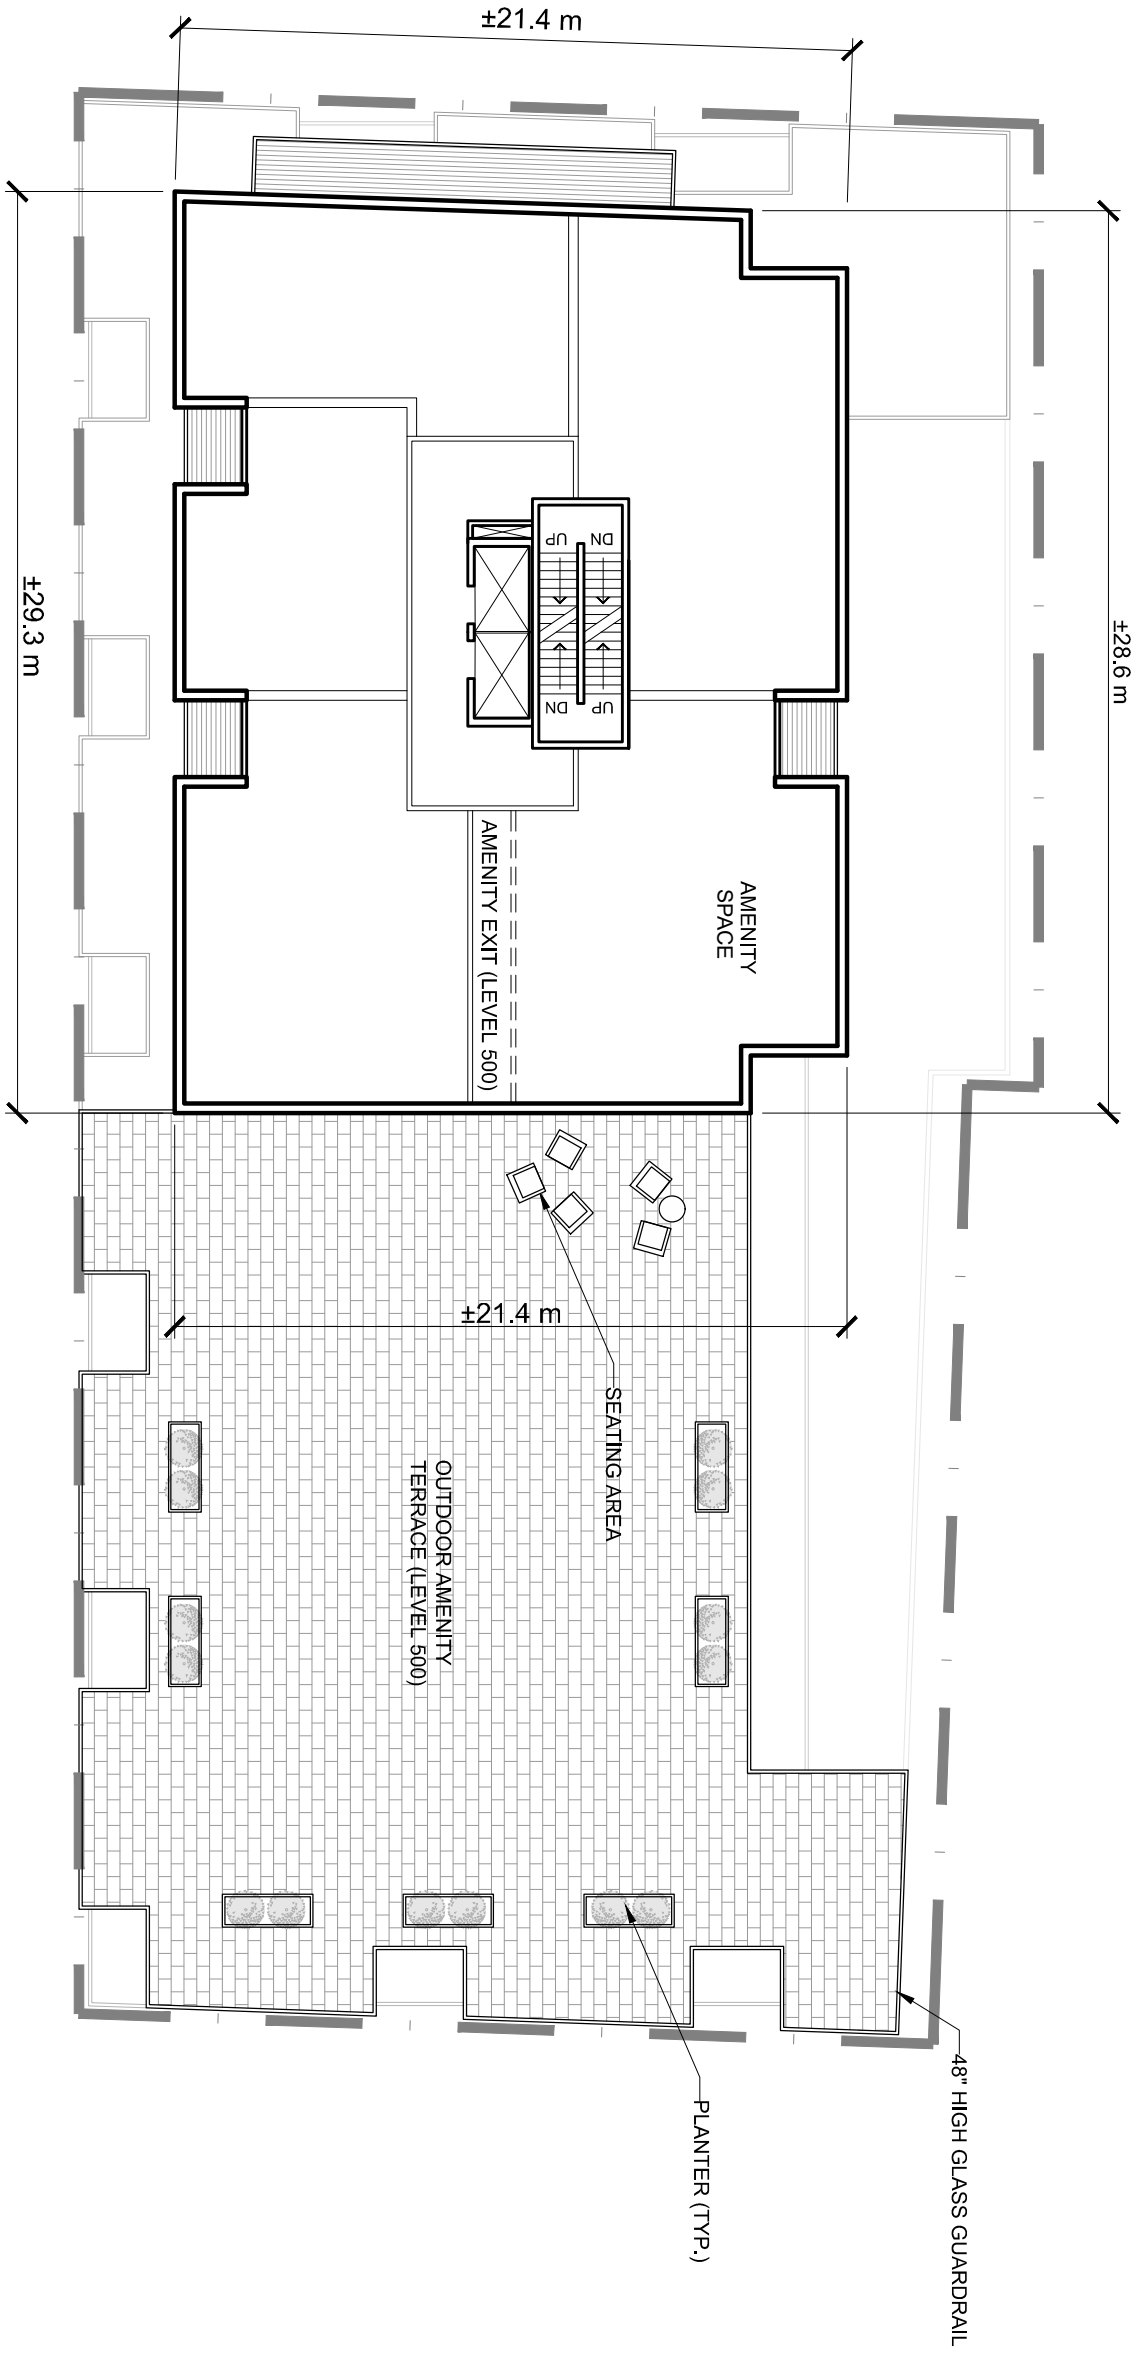 ±21.4 m
±29.3 m
±28.6 m
UP
DN
DN
UP
AMENITY EXIT (LEVEL 500)
AMENITY
SPACE
±21.4 m
SEATING AREA
OUTDOOR AMENITY
TERRACE (LEVEL 500)
48" HIGH GLASS GUARDRAIL
PLANTER (TYP.)